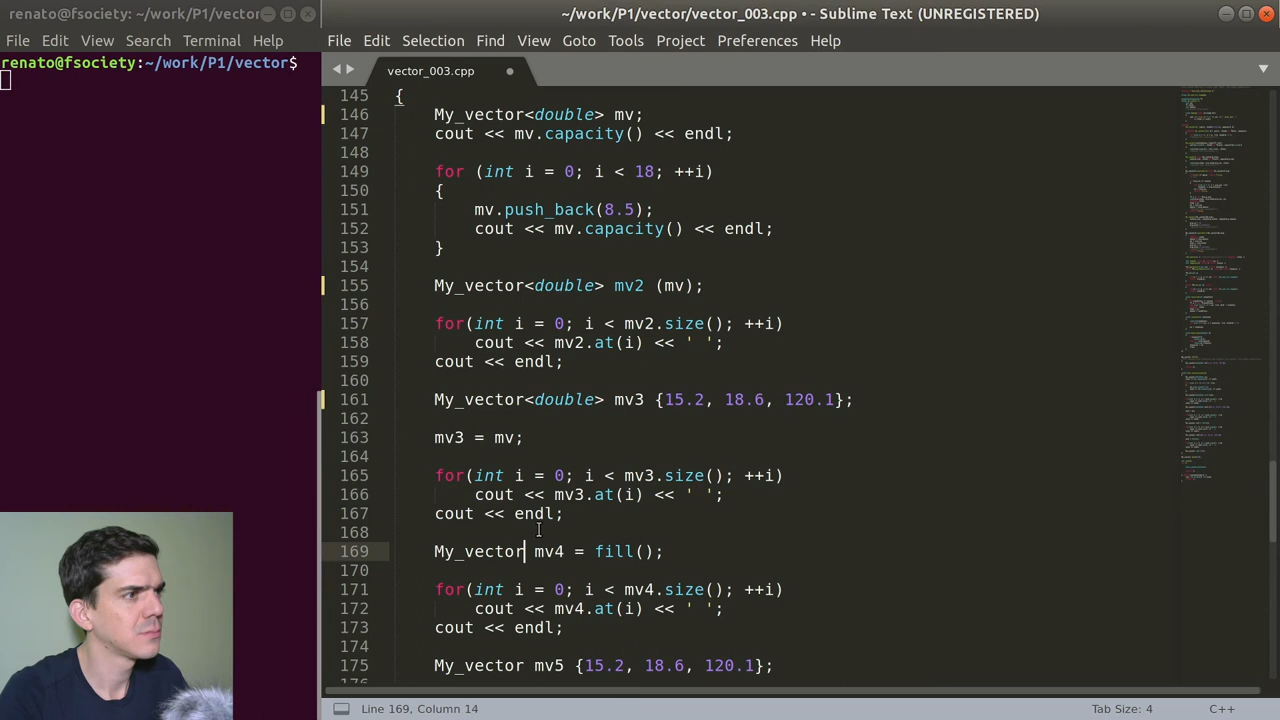 renato@fsociety: ~/work/P1/vector
~/work/P1/vector/vector_003.cpp • - Sublime Text (UNREGISTERED)
File Edit View Search Terminal Help
File Edit Selection Find View Goto Tools Project Preferences Help
renato@fsociety:~/work/P1/vector$
vector_003.cpp
145 {
146 My_vector<double> mv;
147 cout << mv.capacity() << endl;
148
149 for (int i = 0; i < 18; ++i)
150 {
151 mv.push_back(8.5);
152 cout << mv.capacity() << endl;
153 }
154
155 My_vector<double> mv2 (mv);
156
157 for(int i = 0; i < mv2.size(); ++i)
158 cout << mv2.at(i) << ' ';
159 cout << endl;
160
161 My_vector<double> mv3 {15.2, 18.6, 120.1};
162
163 mv3 = mv;
164
165 for(int i = 0; i < mv3.size(); ++i)
166 cout << mv3.at(i) << ' ';
167 cout << endl;
168
169 My_vector mv4 = fill();
170
171 for(int i = 0; i < mv4.size(); ++i)
172 cout << mv4.at(i) << ' ';
173 cout << endl;
174
175 My_vector mv5 {15.2, 18.6, 120.1};
Line 169, Column 14
Tab Size: 4
C++